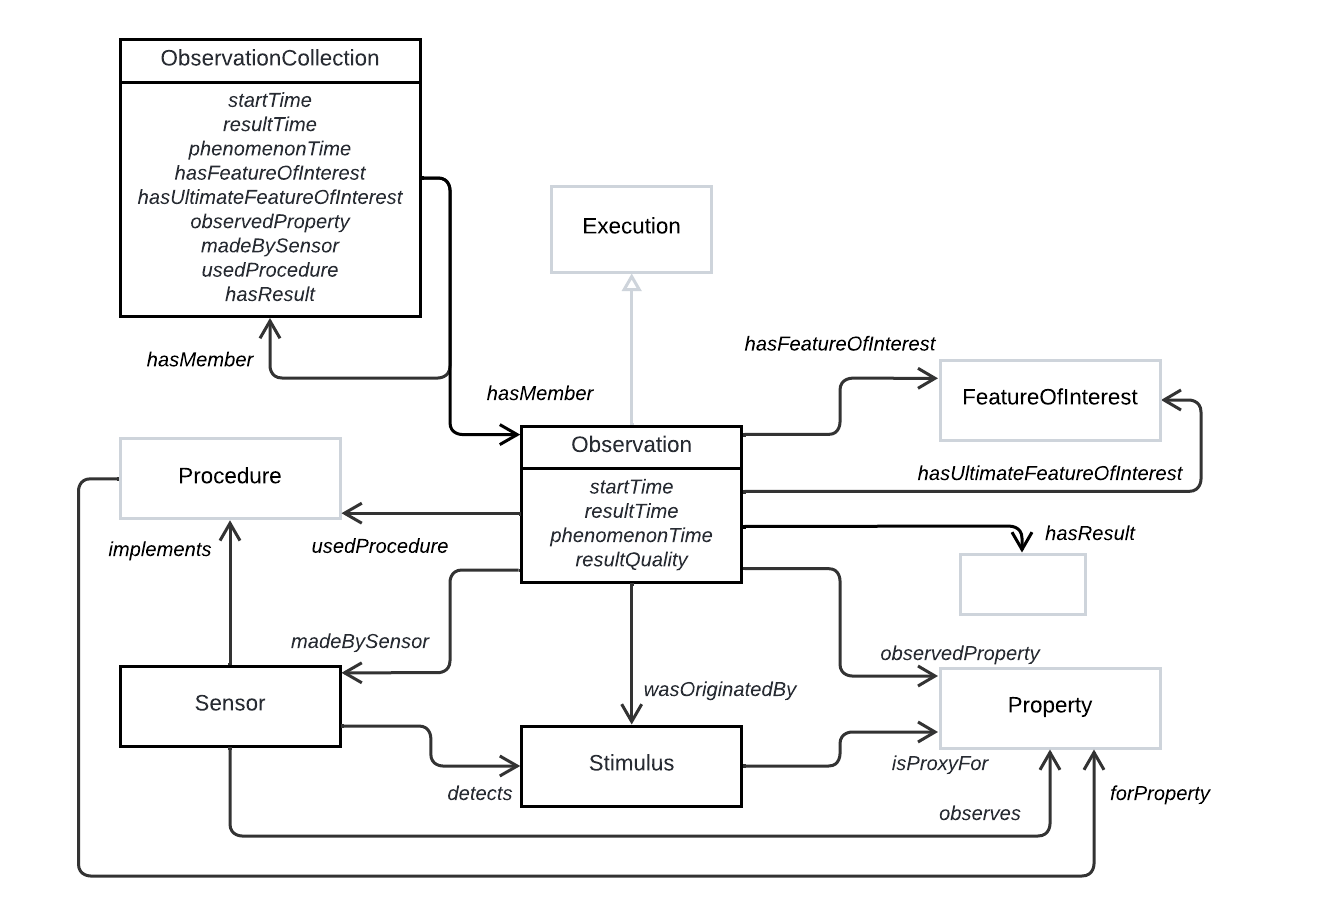 ObservationCollection
startTime
resultTime
phenomenonTime
hasFeatureOfInterest
hasUltimateFeatureOfInterest
observedProperty
madeBySensor
usedProcedure
hasResult
Execution
hasMember
hasMember
hasFeatureOfInterest
FeatureOfInterest
hasUltimateFeatureOfInterest
Observation
startTime
resultTime
phenomenonTime
resultQuality
Procedure
implements
usedProcedure
hasResult
madeBySensor
observedProperty
Sensor
wasOriginatedBy
Property
Stimulus
detects
isProxyFor
observes
forProperty